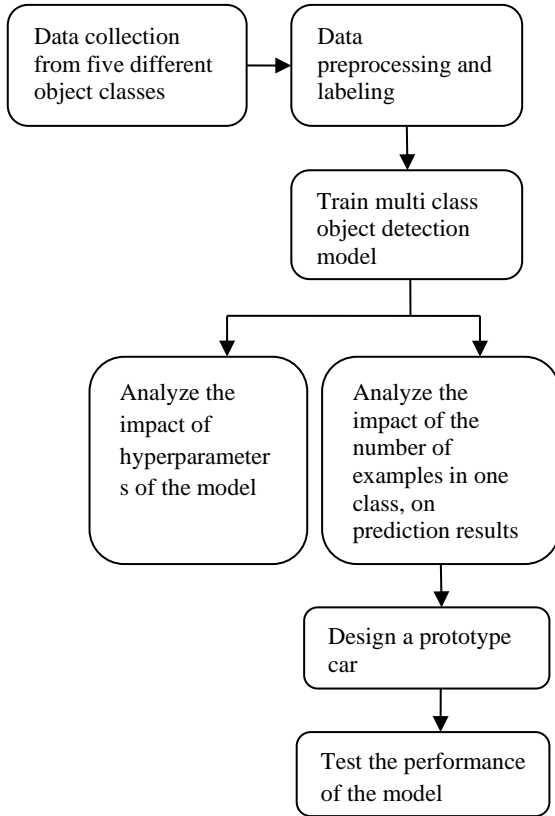 Data collection
from five different
object classes
Data
preprocessing and
labeling
Train multi class
object detection
model
Analyze the
impact of
hyperparameter
s of the model
Analyze the
impact of the
number of
examples in one
class, on
prediction results
Design a prototype
car
Test the performance
of the model